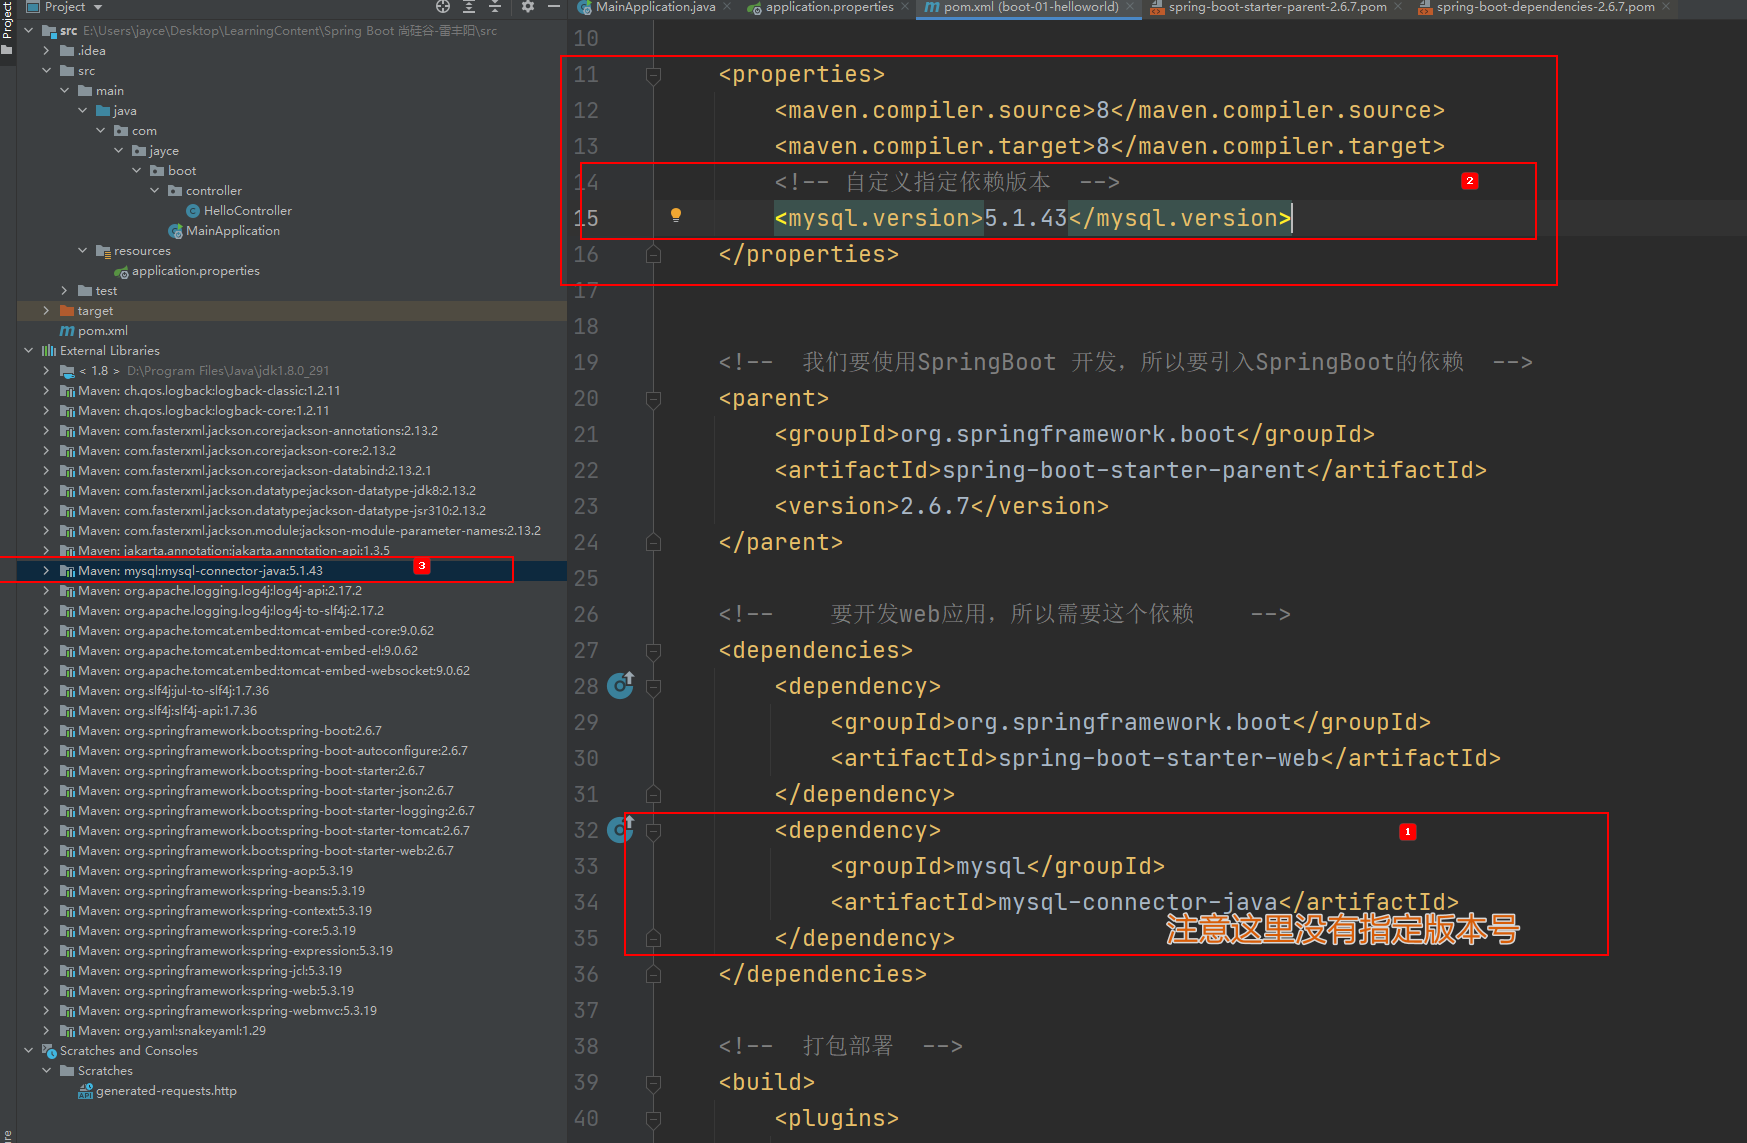 Project
Project
src E:\Users\jayce\Desktop\LearningContent\Spring Boot 尚硅谷-雷丰阳\src
.idea
src
main
java
com
jayce
boot
controller
HelloController
MainApplication
resources
application.properties
test
target
pom.xml
External Libraries
< 1.8 > D:\Program Files\Java\jdk1.8.0_291
Maven: ch.qos.logback:logback-classic:1.2.11
Maven: ch.qos.logback:logback-core:1.2.11
Maven: com.fasterxml.jackson.core:jackson-annotations:2.13.2
Maven: com.fasterxml.jackson.core:jackson-core:2.13.2
Maven: com.fasterxml.jackson.core:jackson-databind:2.13.2.1
Maven: com.fasterxml.jackson.datatype:jackson-datatype-jdk8:2.13.2
Maven: com.fasterxml.jackson.datatype:jackson-datatype-jsr310:2.13.2
Maven: com.fasterxml.jackson.module:jackson-module-parameter-names:2.13.2
Maven: jakarta.annotation:jakarta.annotation-api:1.3.5
Maven: mysql:mysql-connector-java:5.1.43 3
Maven: org.apache.logging.log4j:log4j-api:2.17.2
Maven: org.apache.logging.log4j:log4j-to-slf4j:2.17.2
Maven: org.apache.tomcat.embed:tomcat-embed-core:9.0.62
Maven: org.apache.tomcat.embed:tomcat-embed-el:9.0.62
Maven: org.apache.tomcat.embed:tomcat-embed-websocket:9.0.62
Maven: org.slf4j:jul-to-slf4j:1.7.36
Maven: org.slf4j:slf4j-api:1.7.36
Maven: org.springframework.boot:spring-boot:2.6.7
Maven: org.springframework.boot:spring-boot-autoconfigure:2.6.7
Maven: org.springframework.boot:spring-boot-starter:2.6.7
Maven: org.springframework.boot:spring-boot-starter-json:2.6.7
Maven: org.springframework.boot:spring-boot-starter-logging:2.6.7
Maven: org.springframework.boot:spring-boot-starter-tomcat:2.6.7
Maven: org.springframework.boot:spring-boot-starter-web:2.6.7
Maven: org.springframework:spring-aop:5.3.19
Maven: org.springframework:spring-beans:5.3.19
Maven: org.springframework:spring-context:5.3.19
Maven: org.springframework:spring-core:5.3.19
Maven: org.springframework:spring-expression:5.3.19
Maven: org.springframework:spring-jcl:5.3.19
Maven: org.springframework:spring-web:5.3.19
Maven: org.springframework:spring-webmvc:5.3.19
Maven: org.yaml:snakeyaml:1.29
Scratches and Consoles
Scratches
generated-requests.http
MainApplication.java application.properties pom.xml (boot-01-helloworld) spring-boot-starter-parent-2.6.7.pom spring-boot-dependencies-2.6.7.pom
10
11 <properties>
12 <maven.compiler.source>8</maven.compiler.source>
13 <maven.compiler.target>8</maven.compiler.target>
14 <!-- 自定义指定依赖版本 --> 2
15 <mysql.version>5.1.43</mysql.version>
16 </properties>
17
18
19 <!-- 我们要使用SpringBoot 开发，所以要引入SpringBoot的依赖 -->
20 <parent>
21 <groupId>org.springframework.boot</groupId>
22 <artifactId>spring-boot-starter-parent</artifactId>
23 <version>2.6.7</version>
24 </parent>
25
26 <!-- 要开发web应用，所以需要这个依赖 -->
27 <dependencies>
28 <dependency>
29 <groupId>org.springframework.boot</groupId>
30 <artifactId>spring-boot-starter-web</artifactId>
31 </dependency>
32 <dependency> 1
33 <groupId>mysql</groupId>
34 <artifactId>mysql-connector-java</artifactId>
注意这里没有指定版本号
35 </dependency>
36 </dependencies>
37
38 <!-- 打包部署 -->
39 <build>
40 <plugins>